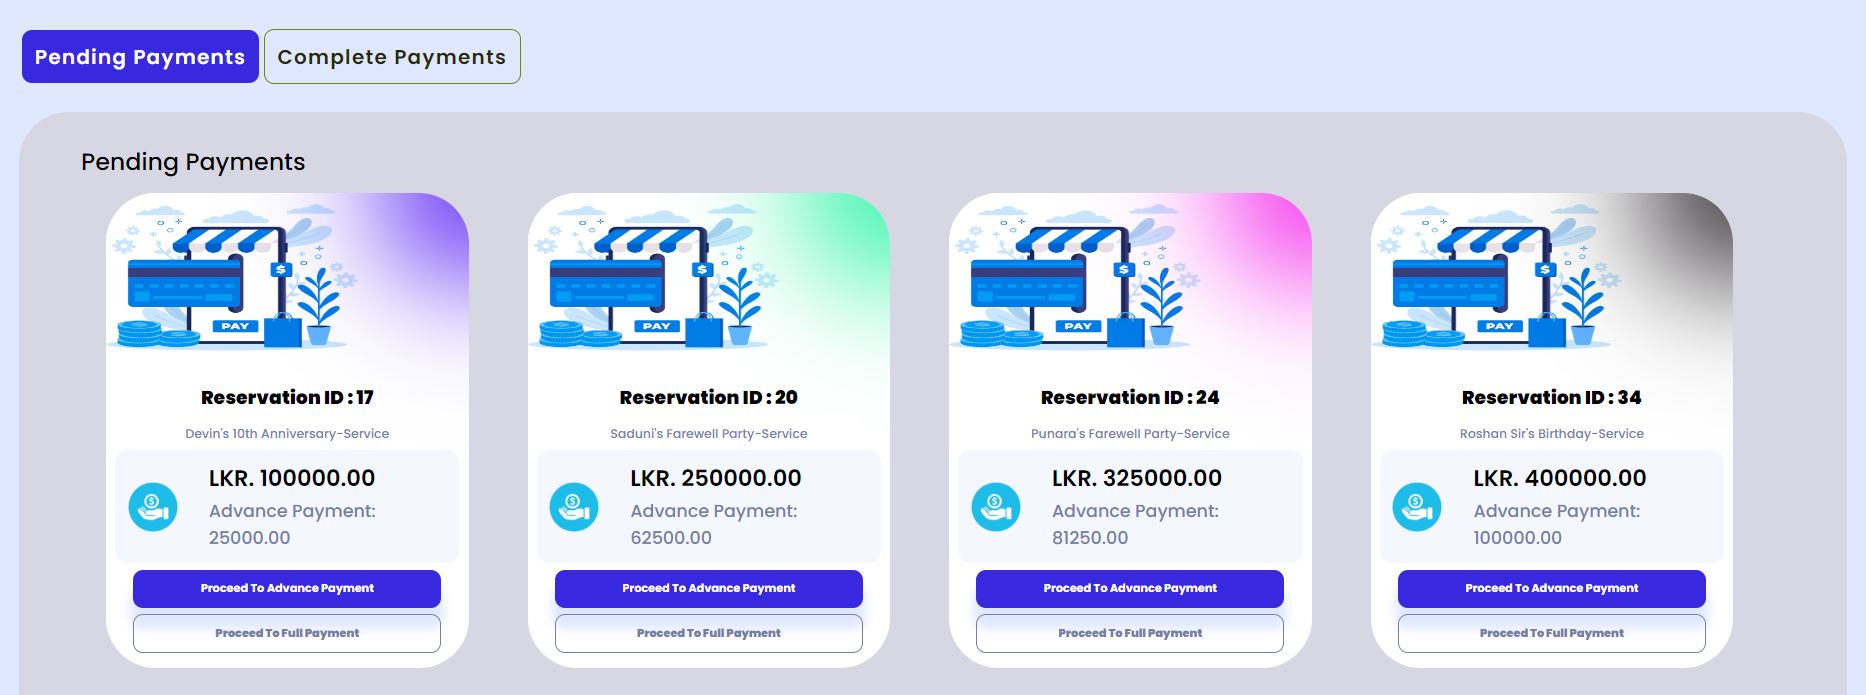 Pending Payments
Complete Payments
Pending Payments
$
PAY
Reservation ID : 17
Devin's 10th Anniversary-Service
$
LKR. 100000.00
Advance Payment:
25000.00
Proceed To Advance Payment
Proceed To Full Payment
$
PAY
Reservation ID : 20
Saduni's Farewell Party-Service
$
LKR. 250000.00
Advance Payment:
62500.00
Proceed To Advance Payment
Proceed To Full Payment
$
PAY
Reservation ID : 24
Punara's Farewell Party-Service
$
LKR. 325000.00
Advance Payment:
81250.00
Proceed To Advance Payment
Proceed To Full Payment
$
PAY
Reservation ID : 34
Roshan Sir's Birthday-Service
$
LKR. 400000.00
Advance Payment:
100000.00
Proceed To Advance Payment
Proceed To Full Payment